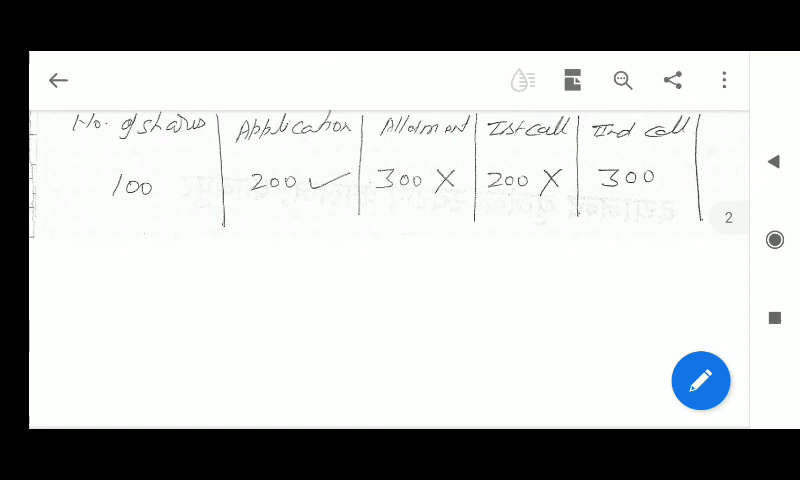 No. of shares Application Allotment Ist call IInd call
100 200 ✓ 300 X 200 X 300
2